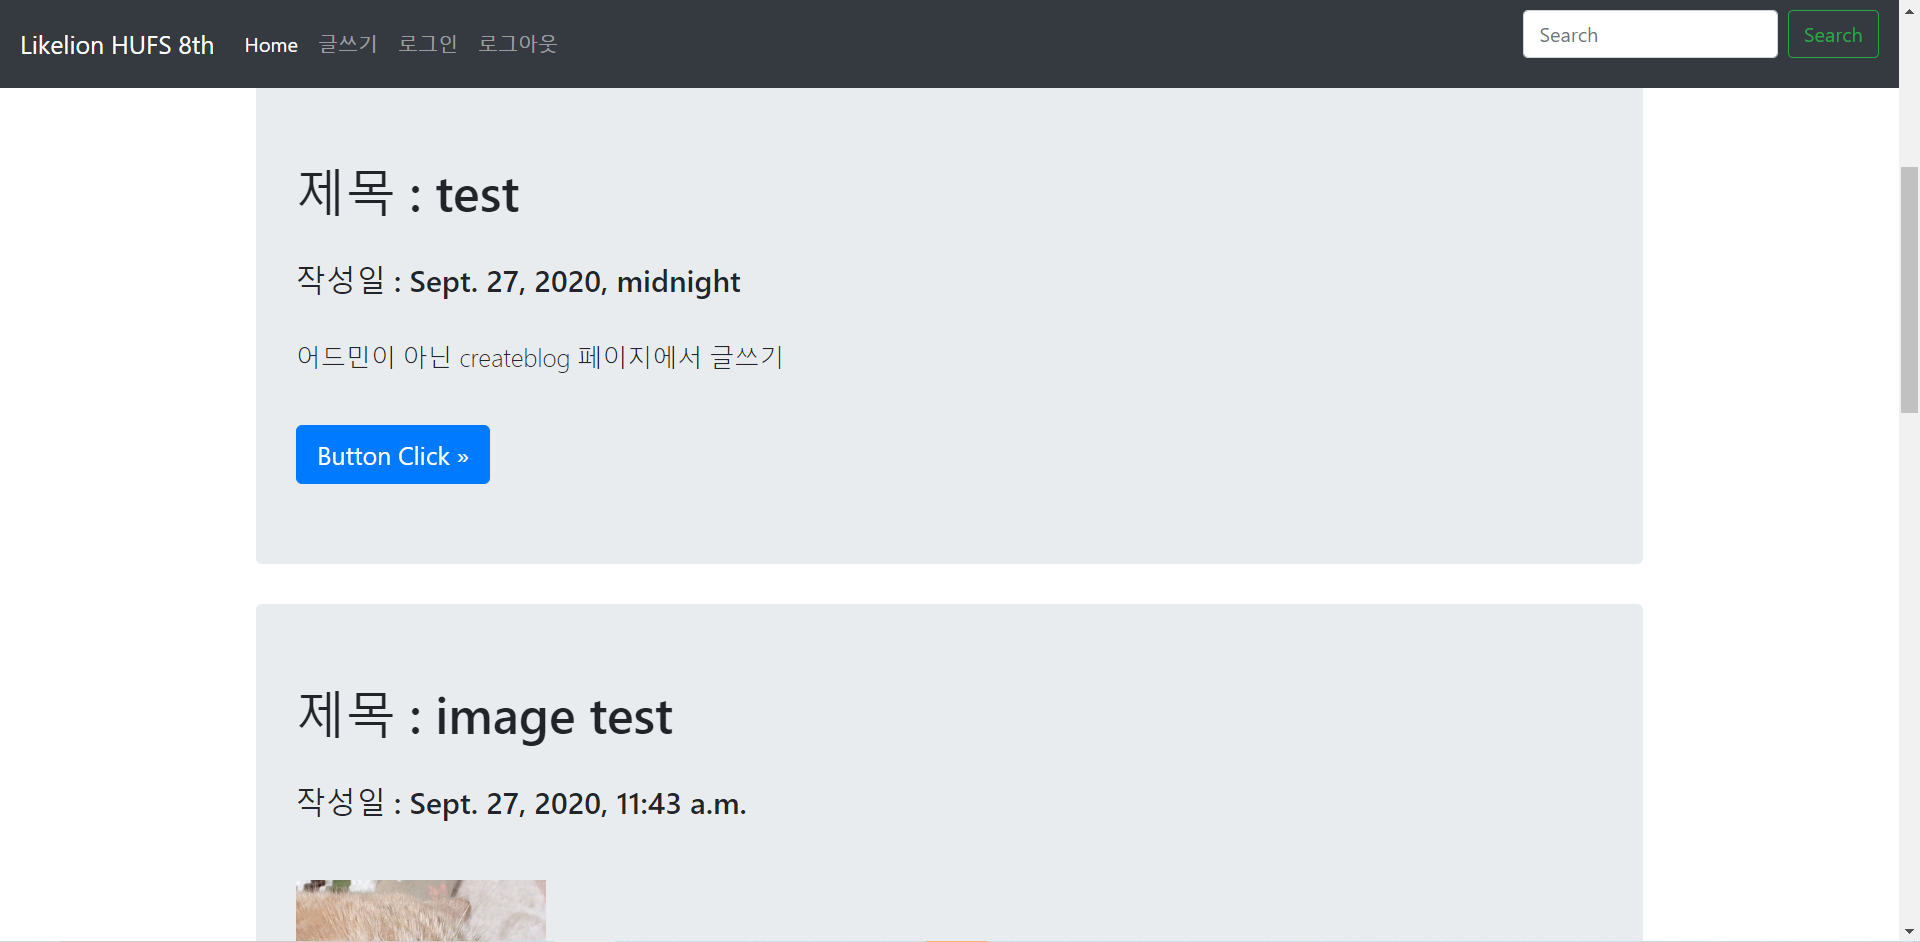 Likelion HUFS 8th Home 글쓰기 로그인 로그아웃 Search Search
제목 : test
작성일 : Sept. 27, 2020, midnight
어드민이 아닌 createblog 페이지에서 글쓰기
Button Click »
제목 : image test
작성일 : Sept. 27, 2020, 11:43 a.m.